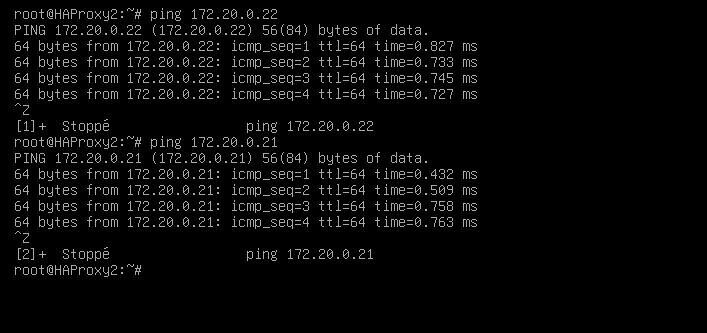 root@HAProxy2:~# ping 172.20.0.22
PING 172.20.0.22 (172.20.0.22) 56(84) bytes of data.
64 bytes from 172.20.0.22: icmp_seq=1 ttl=64 time=0.827 ms
64 bytes from 172.20.0.22: icmp_seq=2 ttl=64 time=0.733 ms
64 bytes from 172.20.0.22: icmp_seq=3 ttl=64 time=0.745 ms
64 bytes from 172.20.0.22: icmp_seq=4 ttl=64 time=0.727 ms
^Z
[1]+  Stoppé                 ping 172.20.0.22
root@HAProxy2:~# ping 172.20.0.21
PING 172.20.0.21 (172.20.0.21) 56(84) bytes of data.
64 bytes from 172.20.0.21: icmp_seq=1 ttl=64 time=0.432 ms
64 bytes from 172.20.0.21: icmp_seq=2 ttl=64 time=0.509 ms
64 bytes from 172.20.0.21: icmp_seq=3 ttl=64 time=0.758 ms
64 bytes from 172.20.0.21: icmp_seq=4 ttl=64 time=0.763 ms
^Z
[2]+  Stoppé                 ping 172.20.0.21
root@HAProxy2:~#